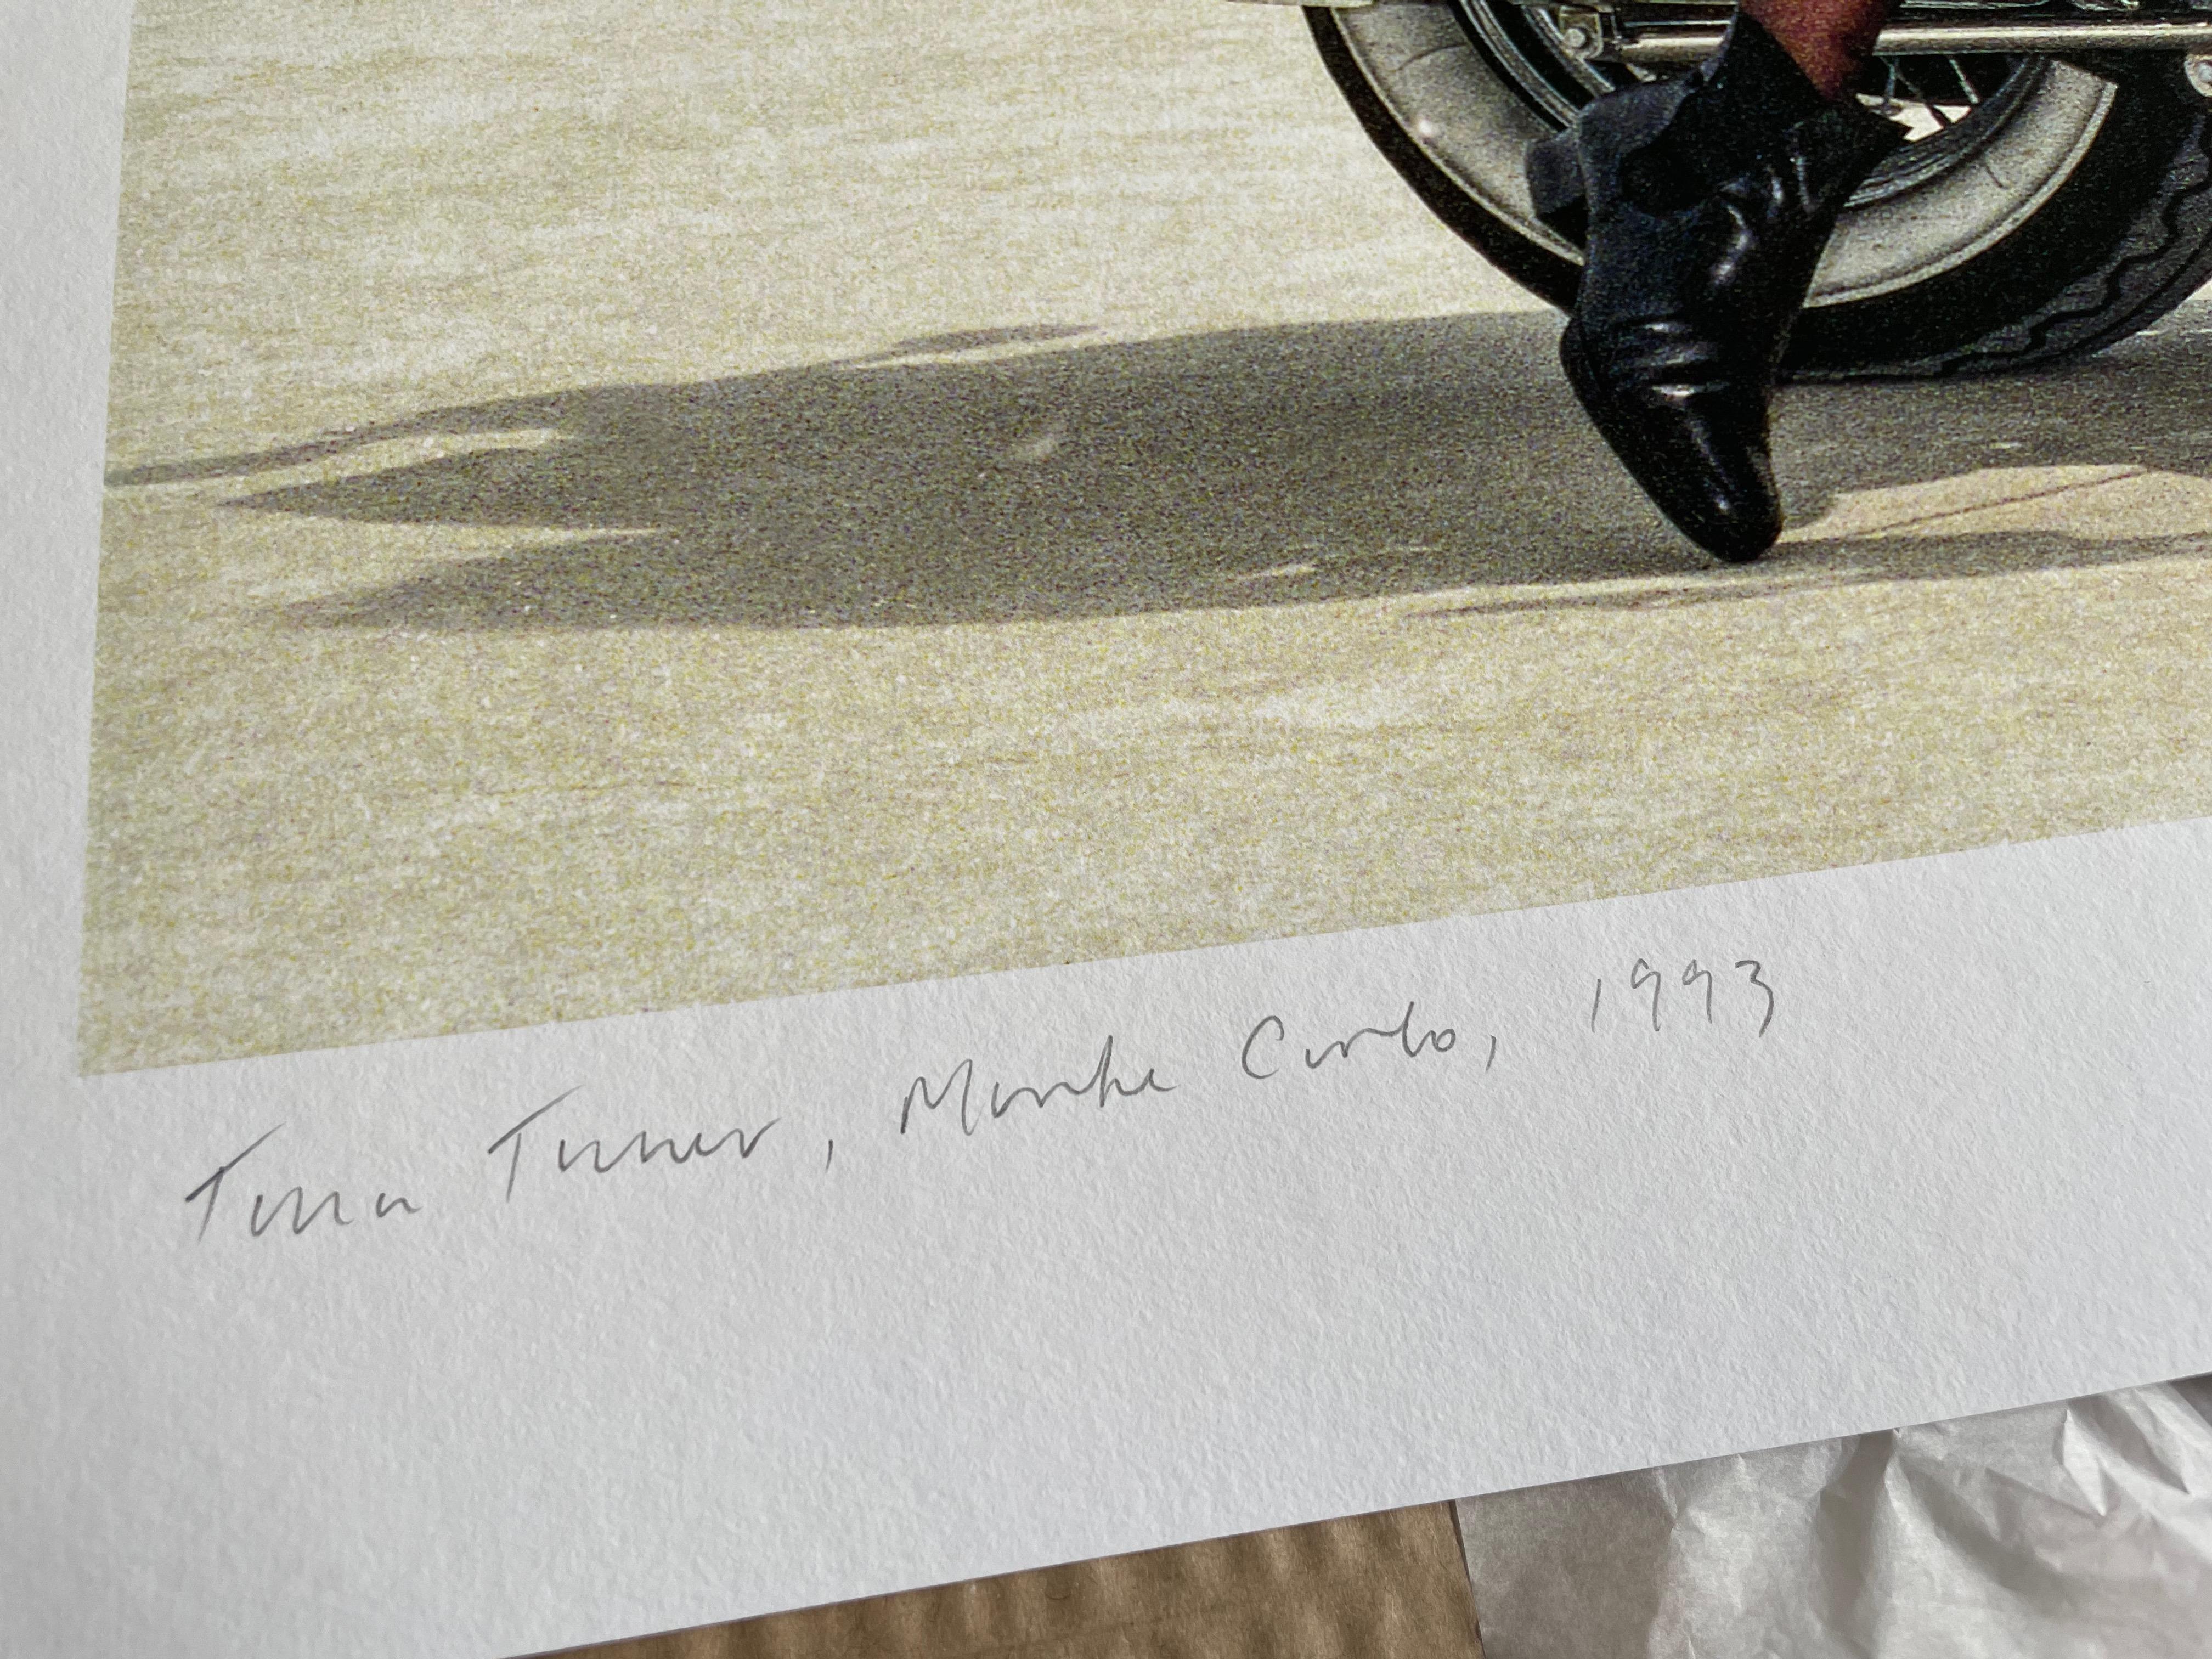 Tina Turner, Monte Carlo, 1993